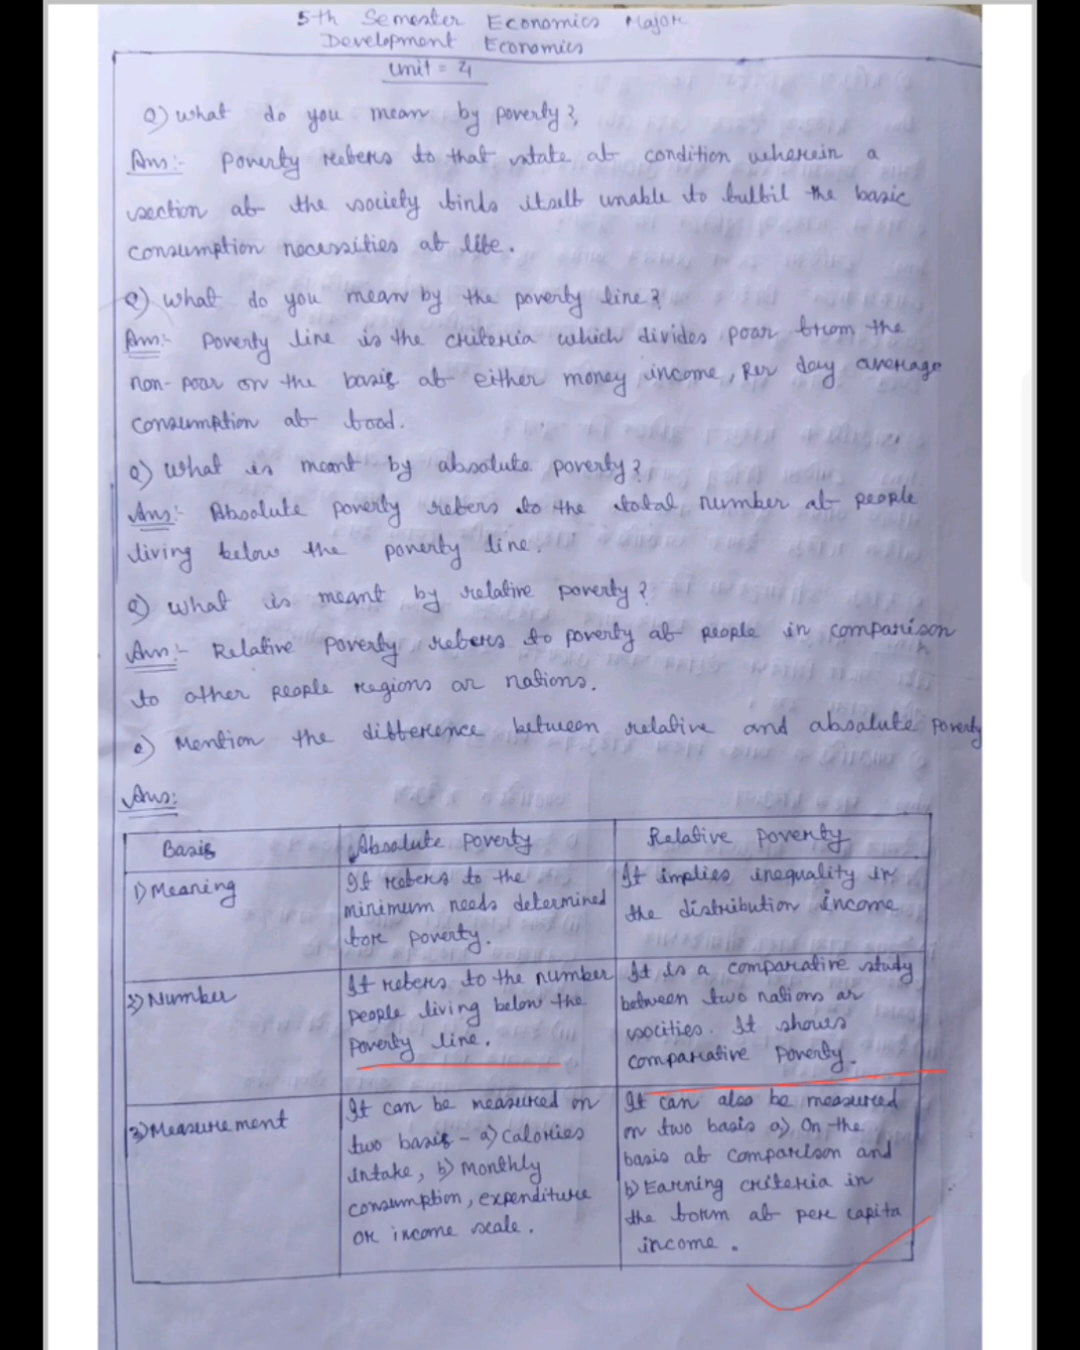 5th Semester Economics Major
Development Economics
Unit = 4
Q) what do you mean by poverty?
Ans:- Poverty refers to that state of condition wherein a
section of the society finds itself unable to fulfil the basic
consumption necessities of life.
Q) what do you mean by the poverty line?
Ans:- Poverty line is the criteria which divides poor from the
non-poor on the basis of either money income, per day average
consumption of food.
Q) what is meant by absolute poverty?
Ans:- Absolute poverty refers to the total number of people
living below the poverty line.
Q) what is meant by relative poverty?
Ans:- Relative poverty refers to poverty of people in comparison
to other people regions or nations.
Q) Mention the difference between relative and absolute poverty
Ans:
Basis Absolute poverty Relative poverty
1) Meaning
It refers to the
minimum needs determined
for poverty.
It implies inequality in
the distribution income
2) Number
It refers to the number
people living below the
poverty line.
It is a comparative study
between two nations or
socities. It shows
comparative poverty.
3) Measurement
It can be measured on
two basis - a) Calories
intake, b) Monthly
consumption, expenditure
or income scale.
It can also be measured
on two basis a) On the
basis of comparison and
b) Earning criteria in
the form of per capita
income.